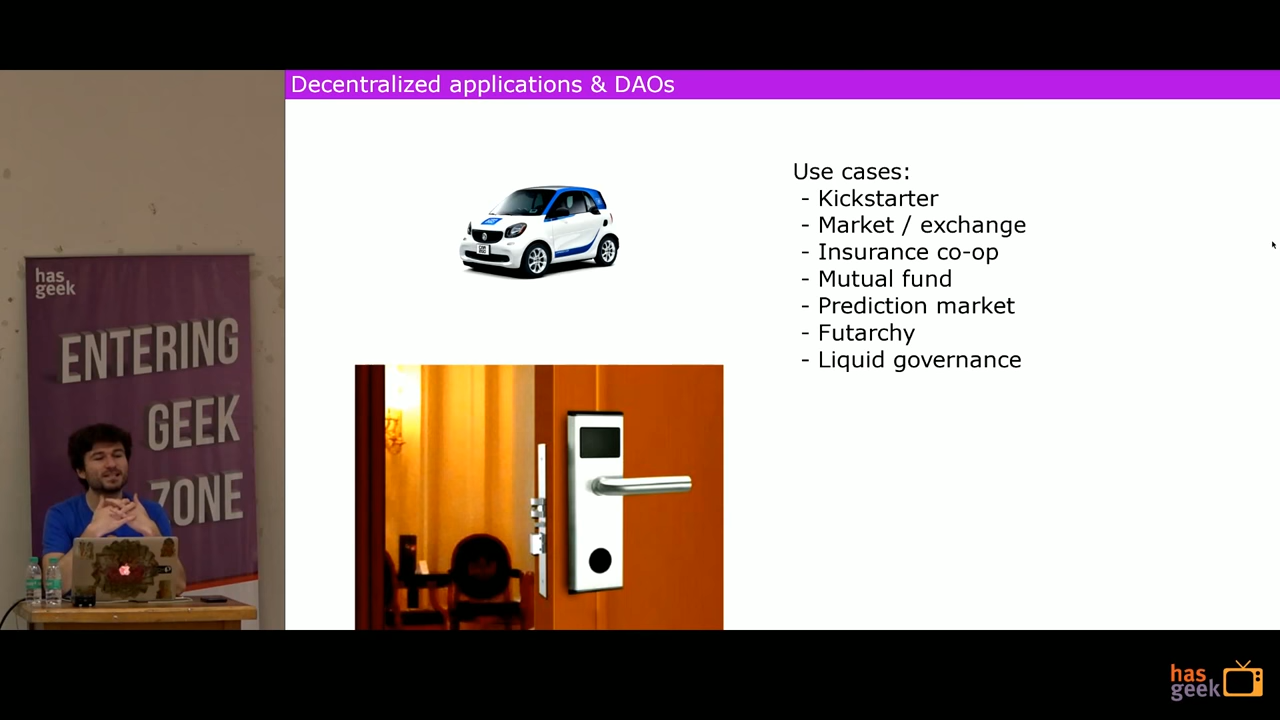 Decentralized applications & DAOs
Use cases:
- Kickstarter
- Market / exchange
- Insurance co-op
- Mutual fund
- Prediction market
- Futarchy
- Liquid governance
has
geek
ENTERING
GEEK
ZONE
has
geek